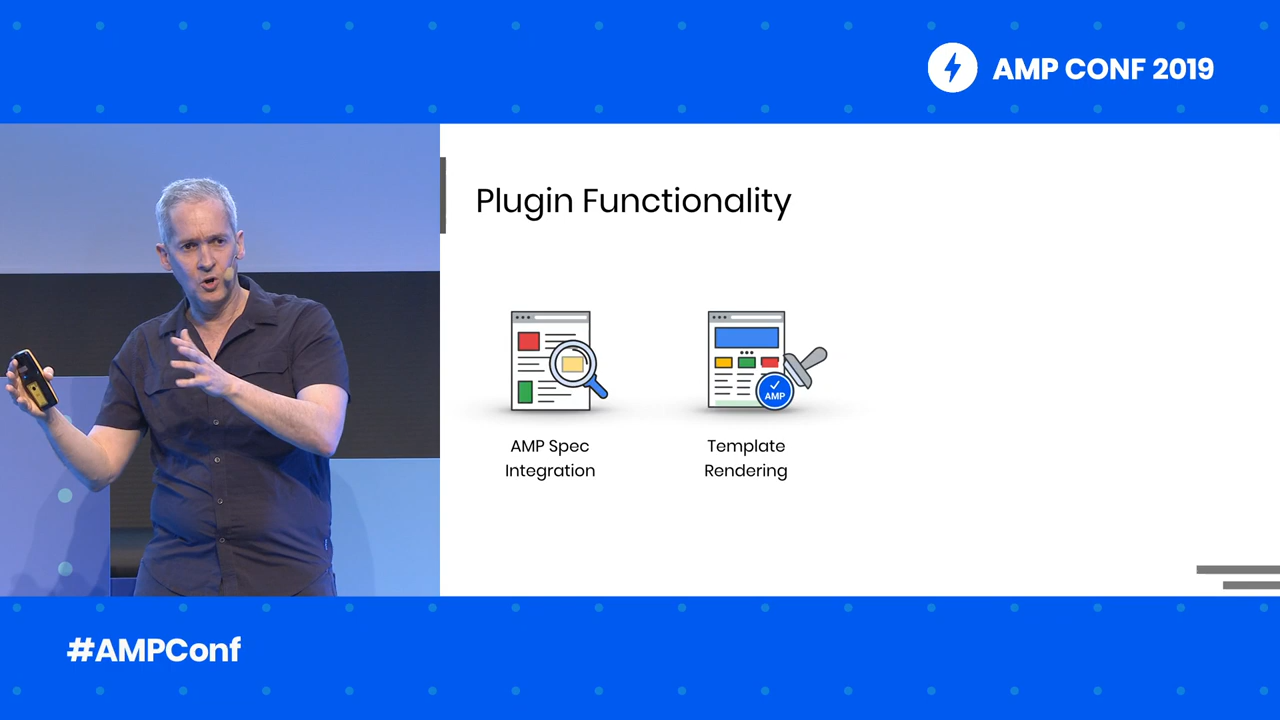 AMP CONF 2019
Plugin Functionality
AMP
AMP Spec
Integration
Template
Rendering
#AMPConf